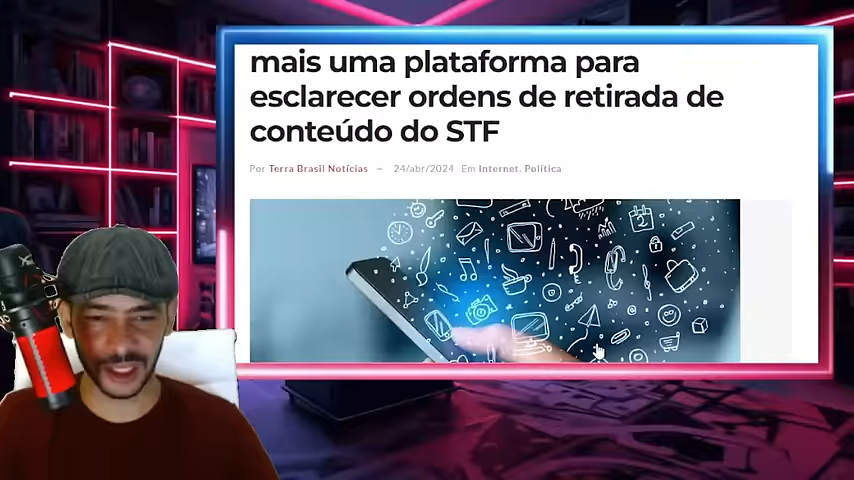 mais uma plataforma para
esclarecer ordens de retirada de
conteúdo do STF
Por Terra Brasil Notícias — 24/abr/2024 Em Internet, Política